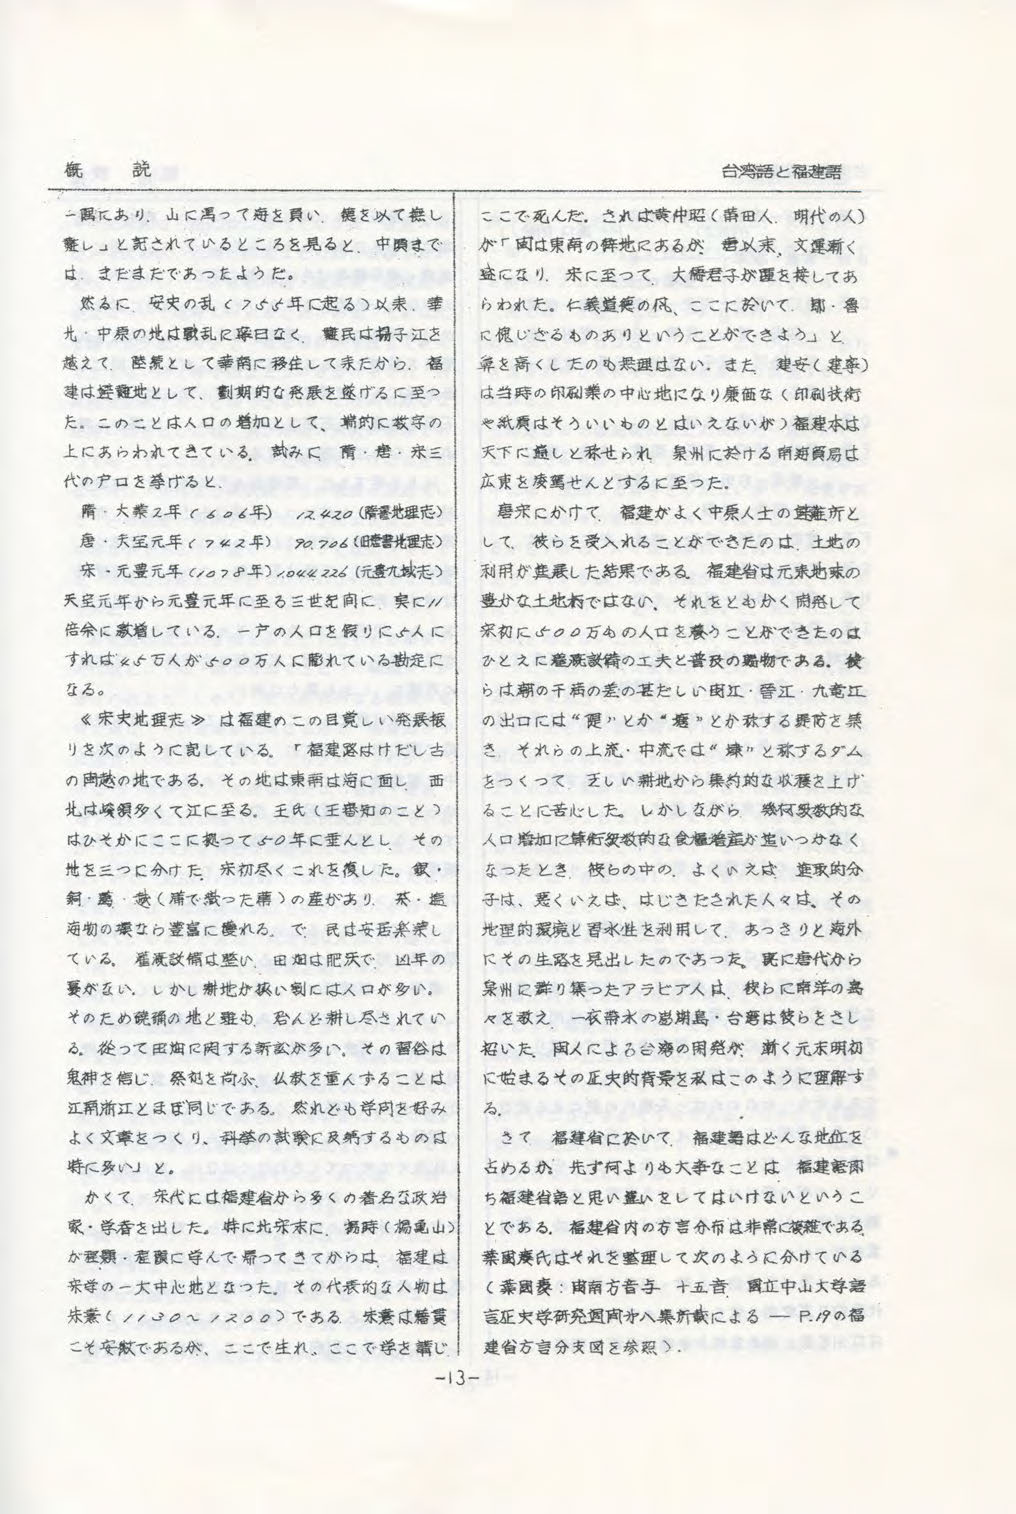 概　説
台湾語と福建語
一隅にあり、山に馮って海を負い、徳を以て撫し
難し」と記されているところを見ると、中頃まで
は、まだまだであったようだ。
然るに、安史の乱(755年に起る)以来、華
北・中原の地は戦乱に寧日なく、難民は揚子江を
越えて、陸続として華南に移住して来たから、福
建は避難地として、劃期的な発展を遂げるに至つ
た。このことは人口の増加として、端的に数字の
上にあらわれてきている。試みに、隋・唐・宋三
代の戸口を挙げると、
隋・大業2年(606年) 12,420(隋書地理志)
唐・天宝元年(742年) 90,706(旧唐書地理志)
宋・元豊元年(1078年)1,044,226(元豊九域志)
天宝元年から元豊元年に至る三世紀間に、実に11
倍余に激増している。一戸の人口を仮りに5人に
すれば45万人が500万人に膨れている勘定に
なる。
≪宋史地理志≫は福建のこの目覚しい発展振
りを次のように記している。「福建路はけだし古
の閩越の地である。その地は東南は海に面し、西
北は峻嶺多くて江に至る。王氏(王審知のこと)
はひそかにここに拠って50年に垂んとし、その
地を三つに分けた。宋初尽くこれを復した。銀・
銅・
の産があり、茶・塩
海物の類なら豊富に獲れる。で、民は安居楽業し
ている。灌漑設備は整い、田畑は肥沃で、凶年の
憂がない。しかし耕地が狭い割には人口が多い。
そのため磽确の地と雖も、殆んど耕し尽されてい
る。従って田畑に関する訴訟が多い。その習俗は
鬼神を信じ、祭祀を尚ぶ、仏教を重んずることは
江南浙江とほぼ同じである。然れども学問を好み
よく文章をつくり、科挙の試験に及第するものは
特に多い」と。
かくて、宋代には福建省から多くの著名な政治
家・学者を出した。特に北宋末に、楊時(楊亀山)
が程顥・程頤に学んで帰ってきてからは、福建は
宋学の一大中心地となった。その代表的な人物は
朱熹(1130～1200)である。朱熹は籍貫
こそ安徽であるが、ここで生れ、ここで学を講じ
ここで死んだ。されば黄仲昭(莆田人、明代の人)
が「閩は東南の僻地にあるが、唐以末、文運漸く
盛になり、宋に至つて、大儒君子が踵を接してあ
らわれた。仁義道徳の風、ここに於いて、鄒・魯
に愧じざるものありということができよう」と、
鼻を高くしたのも無理はない。また、建安(建寧)
は当時の印刷業の中心地になり廉価な(印刷技術
や紙質はそういいものとはいえないが)福建本は
天下に遍しと称せられ、泉州に於ける南海貿易は
広東を凌駕せんとするに至つた。
唐宋にかけて、福建がよく中原人士の避難所と
して、彼らを受入れることができたのは、土地の
利用が進展した結果である。福建省は元来地味の
豊かな土地柄ではない。それをともかく開発して
宋初に500万もの人口を養うことができたのは
ひとえに灌漑設備の工夫と普及の賜物である。彼
らは潮の干満の差の甚だしい閩江・晋江・九竜江
の出口には“堤”とか“堰”とか称する堤防を築
き、それらの上流・中流では“堜”と称するダム
をつくつて、乏しい耕地から集約的な収穫を上げ
ることに苦心した。しかしながら、幾何級数的な
人口増加に算術級数的な食糧増産が追いつかなく
なったとき、彼らの中の、よくいえば、進取的分
子は、悪くいえば、はじきだされた人々は、その
地理的環境と習水性を利用して、あっさりと海外
にその生路を見出したのであつた。既に唐代から
泉州に群り集ったアラビア人は、彼らに南洋の島
々を教え、一衣帯水の澎湖島・台湾は彼らをさし
招いた。閩人による台湾の開発が、漸く元末明初
に始まるその正史的背景を私はこのように理解す
る。
さて、福建省に於いて、福建語はどんな地位を
占めるか。先ず何よりも大事なことは、福建語即
ち福建省語と思い違いをしてはいけないというこ
とである。福建省内の方言分布は非常に複雑である。
葉国慶氏はそれを整理して次のように分けている
(葉国慶:閩南方音与十五音、国立中山大学語
言歴史学研究週間廿八集所載による ── P.19の福
建省方言分支図を参照)。
-13-